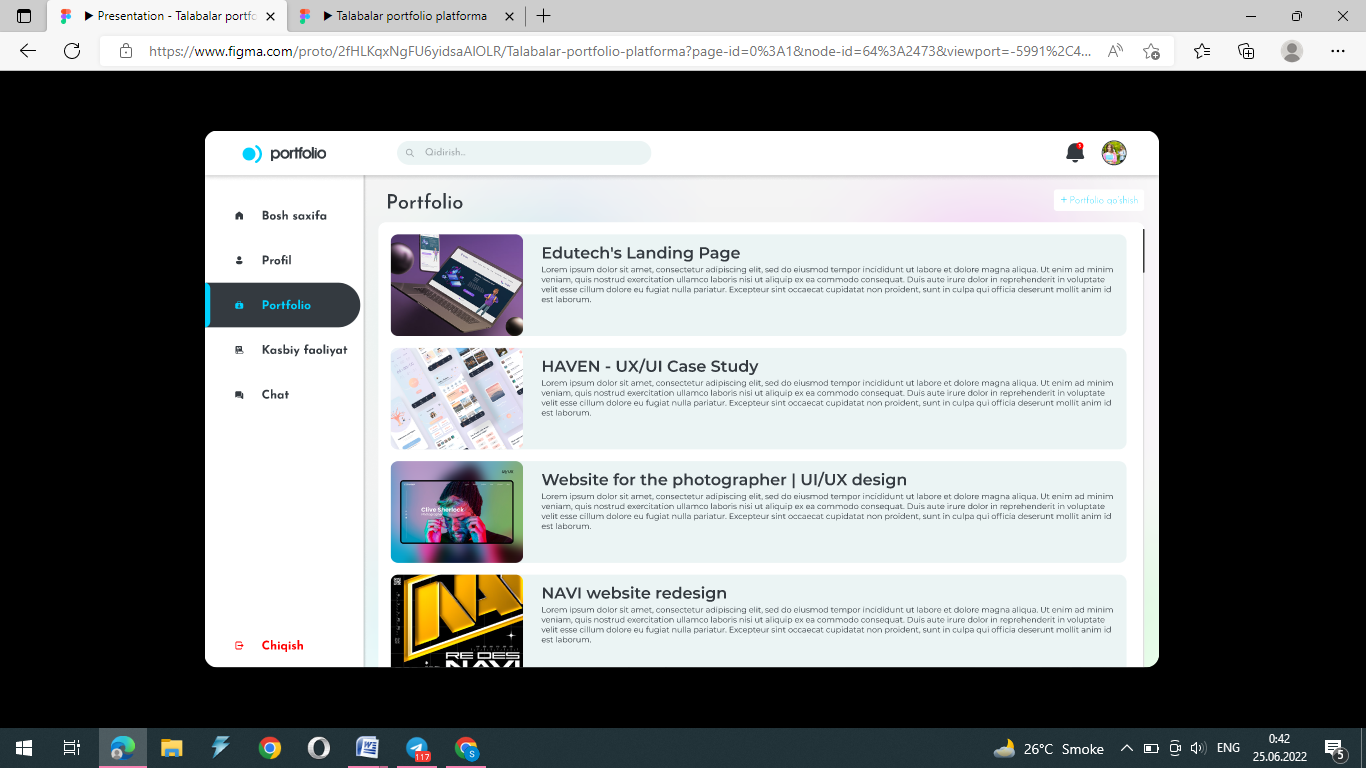 Presentation - Talabalar portfo
Talabalar portfolio platforma
https://www.figma.com/proto/2fHLKqxNgFU6yidsaAlOLR/Talabalar-portfolio-platforma?page-id=0%3A1&node-id=64%3A2473&viewport=-5991%2C4...
portfolio
Qidirish...
Bosh saxifa
Profil
Portfolio
Kasbiy faoliyat
Chat
Chiqish
Portfolio
+ Portfolio qo'shish
Edutech's Landing Page
Lorem ipsum dolor sit amet, consectetur adipiscing elit, sed do eiusmod tempor incididunt ut labore et dolore magna aliqua. Ut enim ad minim
veniam, quis nostrud exercitation ullamco laboris nisi ut aliquip ex ea commodo consequat. Duis aute irure dolor in reprehenderit in voluptate
velit esse cillum dolore eu fugiat nulla pariatur. Excepteur sint occaecat cupidatat non proident, sunt in culpa qui officia deserunt mollit anim id
est laborum.
HAVEN - UX/UI Case Study
Lorem ipsum dolor sit amet, consectetur adipiscing elit, sed do eiusmod tempor incididunt ut labore et dolore magna aliqua. Ut enim ad minim
veniam, quis nostrud exercitation ullamco laboris nisi ut aliquip ex ea commodo consequat. Duis aute irure dolor in reprehenderit in voluptate
velit esse cillum dolore eu fugiat nulla pariatur. Excepteur sint occaecat cupidatat non proident, sunt in culpa qui officia deserunt mollit anim id
est laborum.
Clive Sherlock
Website for the photographer | UI/UX design
Lorem ipsum dolor sit amet, consectetur adipiscing elit, sed do eiusmod tempor incididunt ut labore et dolore magna aliqua. Ut enim ad minim
veniam, quis nostrud exercitation ullamco laboris nisi ut aliquip ex ea commodo consequat. Duis aute irure dolor in reprehenderit in voluptate
velit esse cillum dolore eu fugiat nulla pariatur. Excepteur sint occaecat cupidatat non proident, sunt in culpa qui officia deserunt mollit anim id
est laborum.
NAVI
RE DES
NAVI
NAVI website redesign
Lorem ipsum dolor sit amet, consectetur adipiscing elit, sed do eiusmod tempor incididunt ut labore et dolore magna aliqua. Ut enim ad minim
veniam, quis nostrud exercitation ullamco laboris nisi ut aliquip ex ea commodo consequat. Duis aute irure dolor in reprehenderit in voluptate
velit esse cillum dolore eu fugiat nulla pariatur. Excepteur sint occaecat cupidatat non proident, sunt in culpa qui officia deserunt mollit anim id
est laborum.
117
26°C Smoke
ENG
0:42
25.06.2022
5